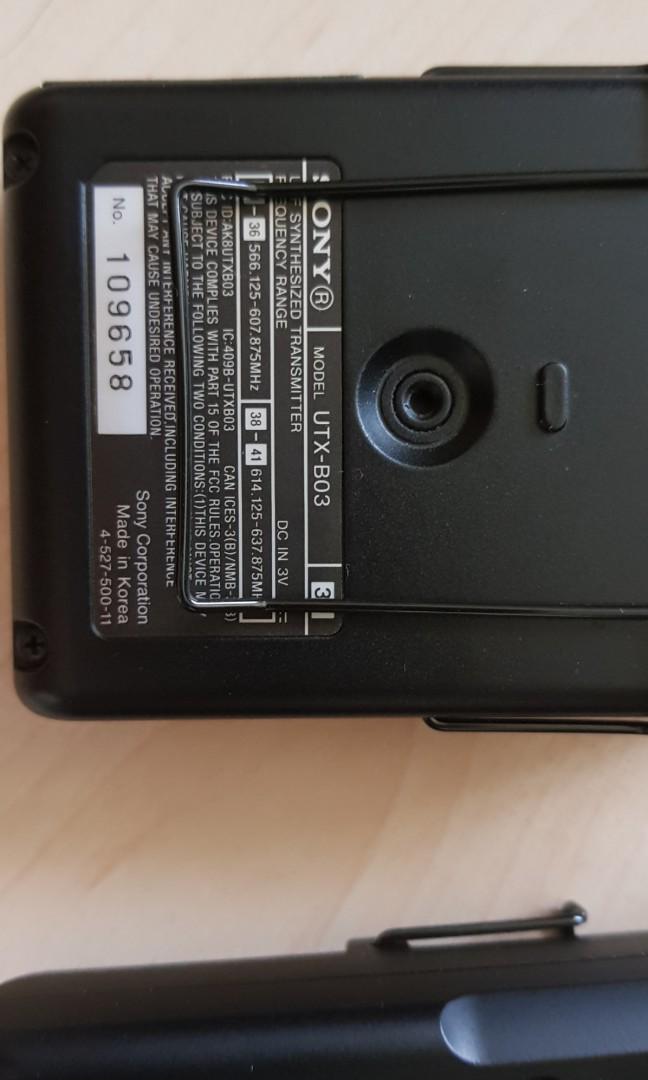 SONY® MODEL UTX-B03
SYNTHESIZED TRANSMITTER DC IN 3V
FREQUENCY RANGE
-36 566.125-607.875MHz 38-41 614.125-637.875
ID:AK8UTXB03 IC:409B-UTXB03 CAN ICES-3(B)/NMB-
DEVICE COMPLIES WITH PART 15 OF THE FCC RULES.
SUBJECT TO THE FOLLOWING TWO CONDITIONS:(1)THIS DEVICE
ANY INTERFERENCE RECEIVED,INCLUDING INTERFERENCE
THAT MAY CAUSE UNDESIRED OPERATION.
No. 109658
Sony Corporation
Made in Korea
4-527-500-11